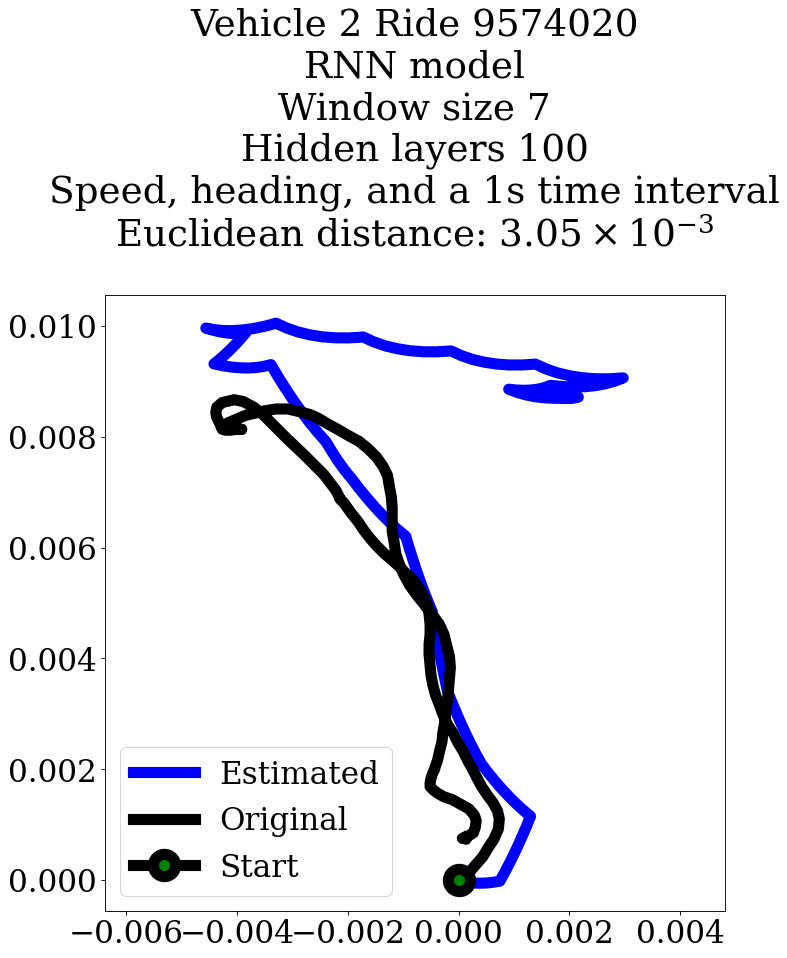 Vehicle 2 Ride 9574020
RNN model
Window size 7
Hidden layers 100
Speed, heading, and a 1s time interval
Euclidean distance: 3.05 × 10⁻³
0.010
0.008
0.006
0.004
0.002
0.000
Estimated
Original
Start
−0.006 −0.004 −0.002 0.000 0.002 0.004